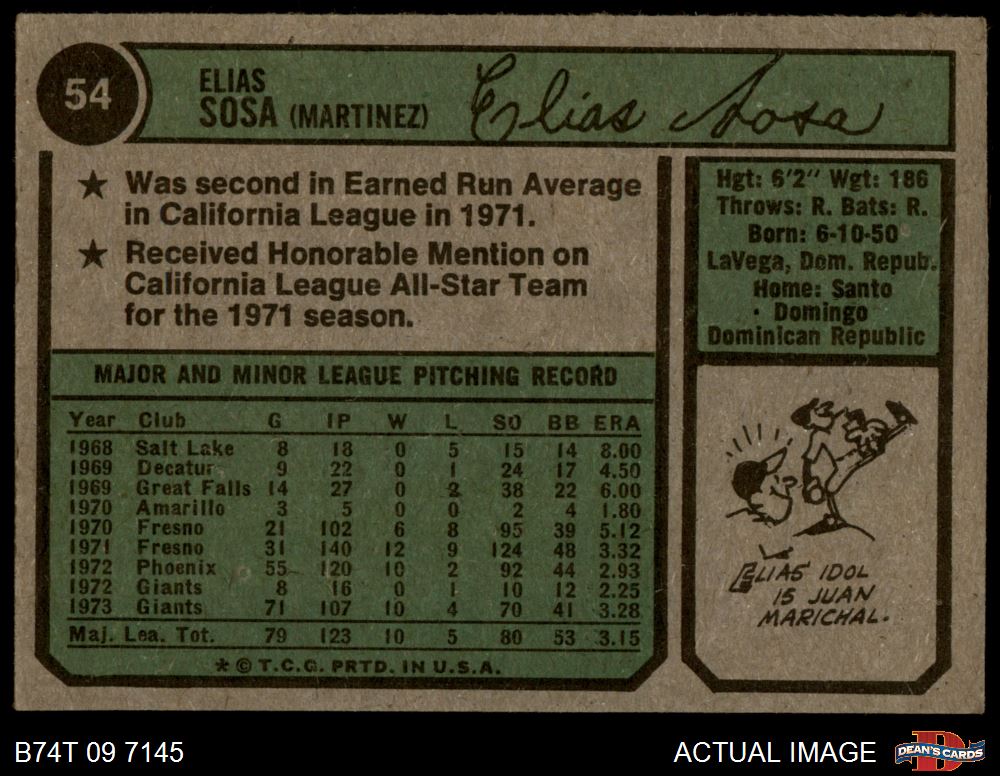 54
ELIAS
SOSA (MARTINEZ)
Elias Sosa
★ Was second in Earned Run Average
in California League in 1971.
★ Received Honorable Mention on
California League All-Star Team
for the 1971 season.
Hgt: 6'2" Wgt: 186
Throws: R. Bats: R.
Born: 6-10-50
LaVega, Dom. Repub.
Home: Santo
Domingo
Dominican Republic
MAJOR AND MINOR LEAGUE PITCHING RECORD
Year Club G IP W L SO BB ERA
1968 Salt Lake 8 18 0 5 15 14 8.00
1969 Decatur 9 22 0 1 24 17 4.50
1969 Great Falls 14 27 0 2 38 22 6.00
1970 Amarillo 3 5 0 0 2 4 1.80
1970 Fresno 21 102 6 8 95 39 5.12
1971 Fresno 31 140 12 9 124 48 3.32
1972 Phoenix 55 120 10 2 92 44 2.93
1972 Giants 8 16 0 1 10 12 2.25
1973 Giants 71 107 10 4 70 41 3.28
Maj. Lea. Tot. 79 123 10 5 80 53 3.15
* © T.C.G. PRTD. IN U.S.A.
ELIAS' IDOL
IS JUAN
MARICHAL.
B74T 09 7145
ACTUAL IMAGE
DEAN'S CARDS